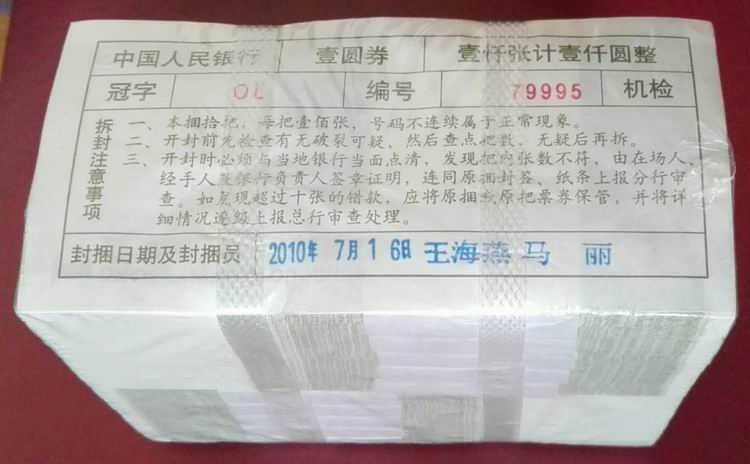 中国人民银行 壹圆券 壹仟张计壹仟圆整
冠字 OL 编号 79995 机检
拆封注意事项
一、本捆拾把,每把壹佰张,号码不连续属于正常现象。
二、开封前先检查有无破裂可疑,然后查点把数,无疑后再拆。
三、开封时必须与当地银行当面点清,发现把内张数不符,由在场人、
经手人及银行负责人签章证明,连同原捆封签、纸条上报分行审
查。如发现超过十张的错款,应将原捆或原把票券保管,并将详
细情况逐级上报总行审查处理。
封捆日期及封捆员 2010年 7月16日 王海燕 马 丽